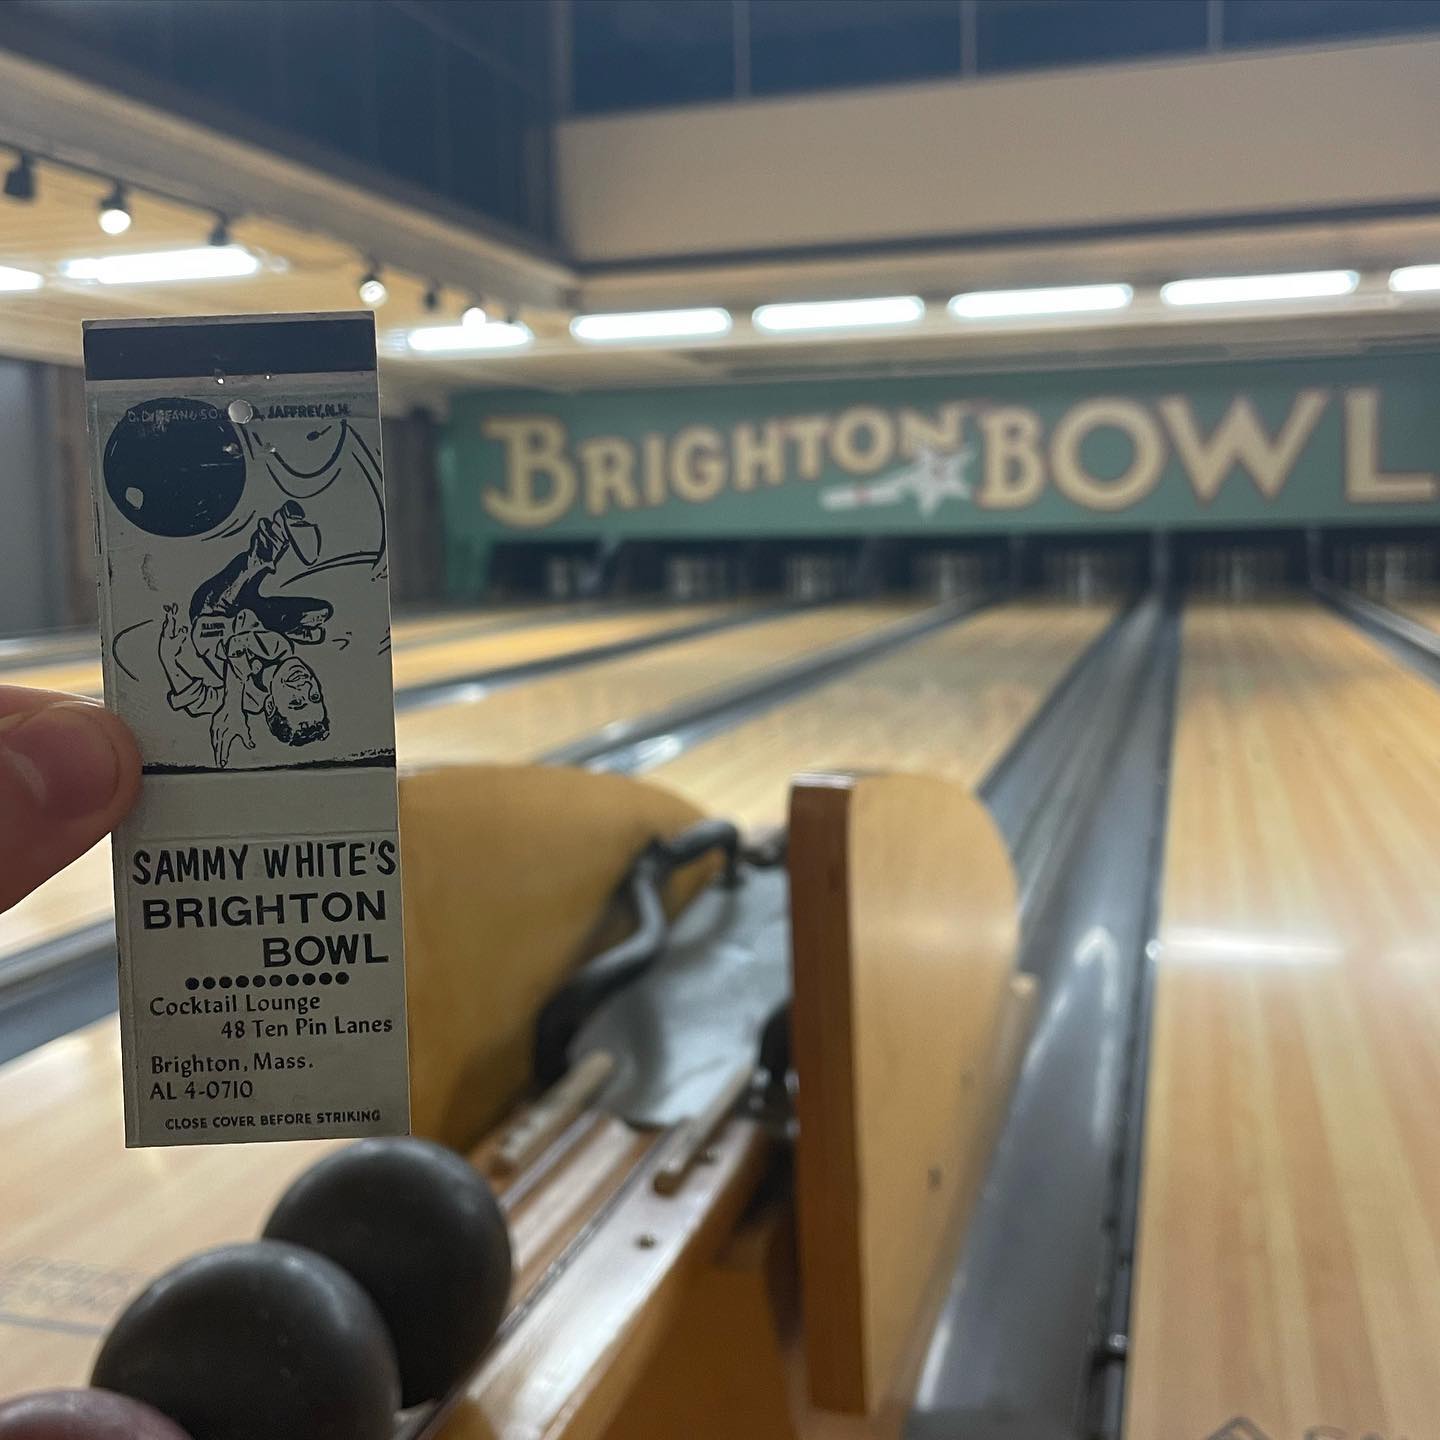 JAFFREY, N.H.
SAMMY WHITE'S
BRIGHTON
BOWL
Cocktail Lounge
48 Ten Pin Lanes
Brighton, Mass.
AL 4-0710
CLOSE COVER BEFORE STRIKING
BRIGHTON BOWL